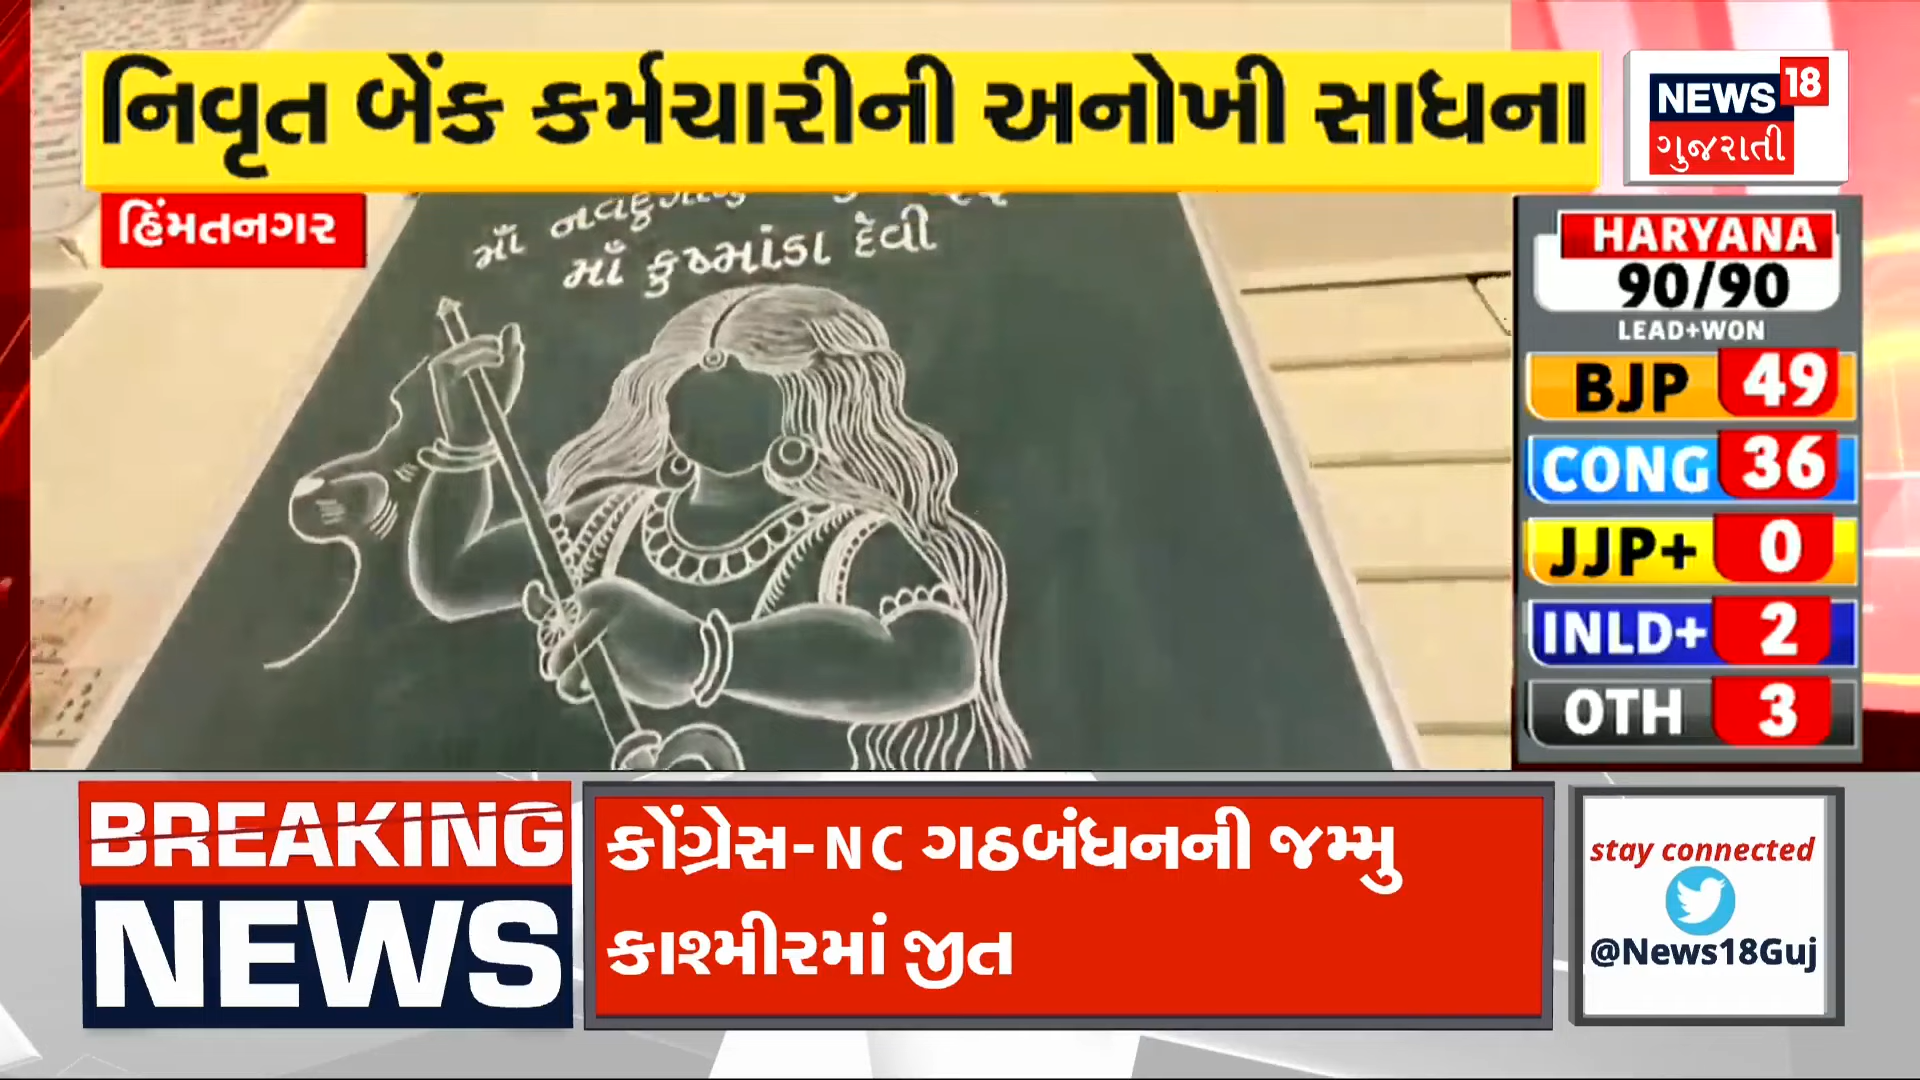 નિવૃત બેંક કર્મચારીની અનોખી સાધના
NEWS 18
ગુજરાતી
હિંમતનગર
માઁ
માઁ કુષ્માંડા દેવી
HARYANA
90/90
LEAD+WON
BJP 49
CONG 36
JJP+ 0
INLD+ 2
OTH 3
BREAKING
NEWS
કોંગ્રેસ-NC ગઠબંધનની જમ્મુ
કાશ્મીરમાં જીત
stay connected
@News18Guj